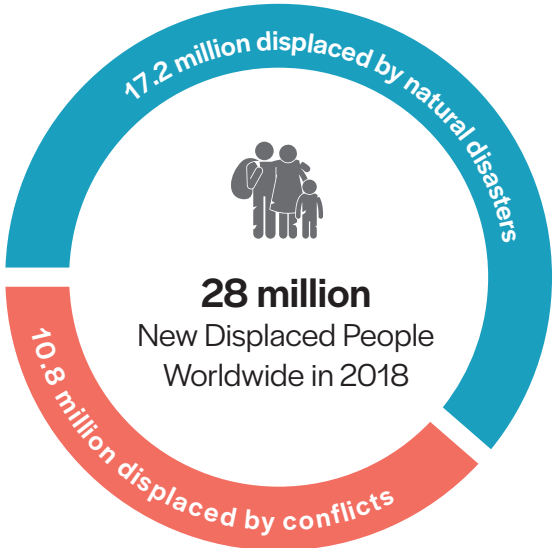 17.2 million displaced by natural disasters
28 million
New Displaced People
Worldwide in 2018
10.8 million displaced by conflicts